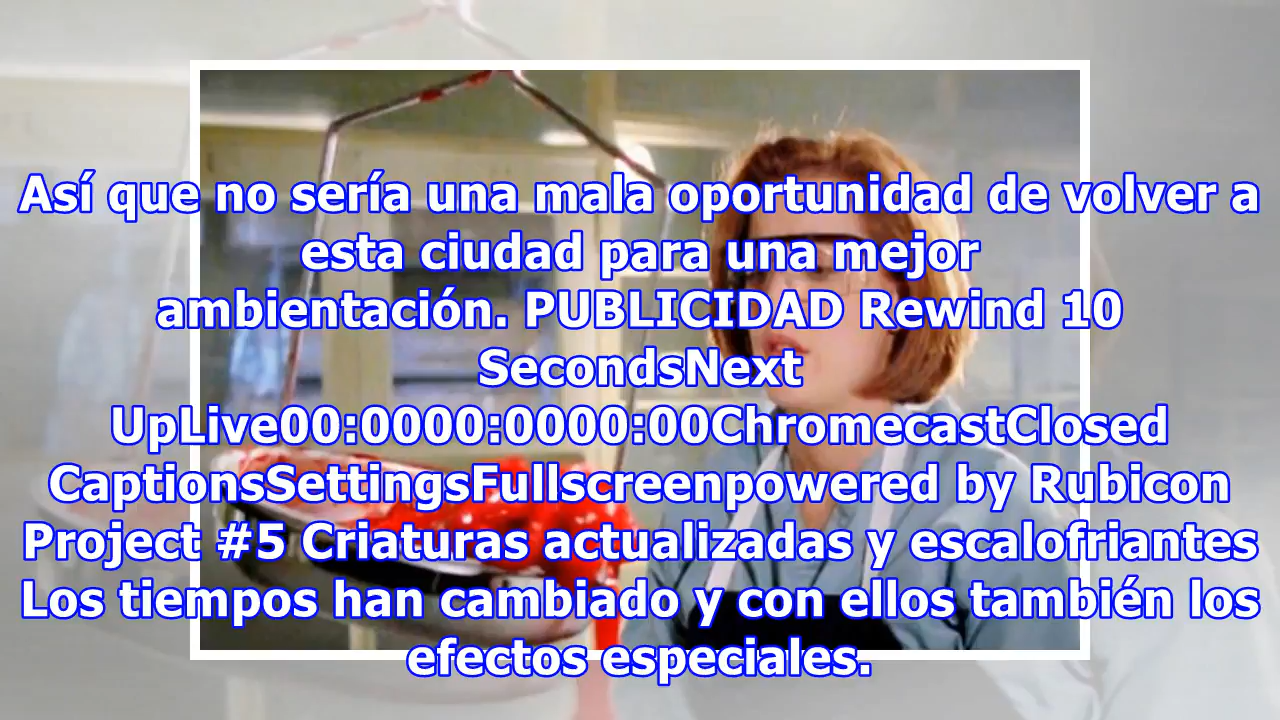 Así que no sería una mala oportunidad de volver a
esta ciudad para una mejor
ambientación. PUBLICIDAD Rewind 10
SecondsNext
UpLive00:0000:0000:00ChromecastClosed
CaptionsSettingsFullscreenpowered by Rubicon
Project #5 Criaturas actualizadas y escalofriantes
Los tiempos han cambiado y con ellos también los
efectos especiales.